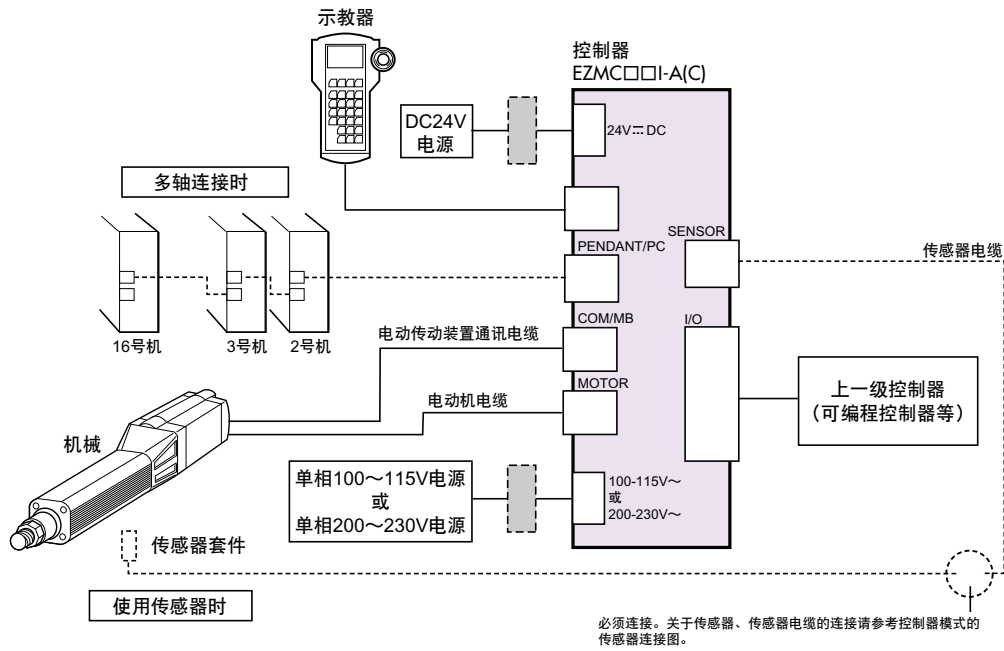 示教器
控制器
EZMC□□I-A(C)
DC24V
电源
24V⎓DC
多轴连接时
PENDANT/PC
SENSOR
传感器电缆
COM/MB
I/O
16号机
3号机
2号机
电动传动装置通讯电缆
MOTOR
电动机电缆
上一级控制器
（可编程控制器等）
机械
单相100～115V电源
或
单相200～230V电源
100-115V～
或
200-230V～
传感器套件
使用传感器时
必须连接。关于传感器、传感器电缆的连接请参考控制器模式的
传感器连接图。